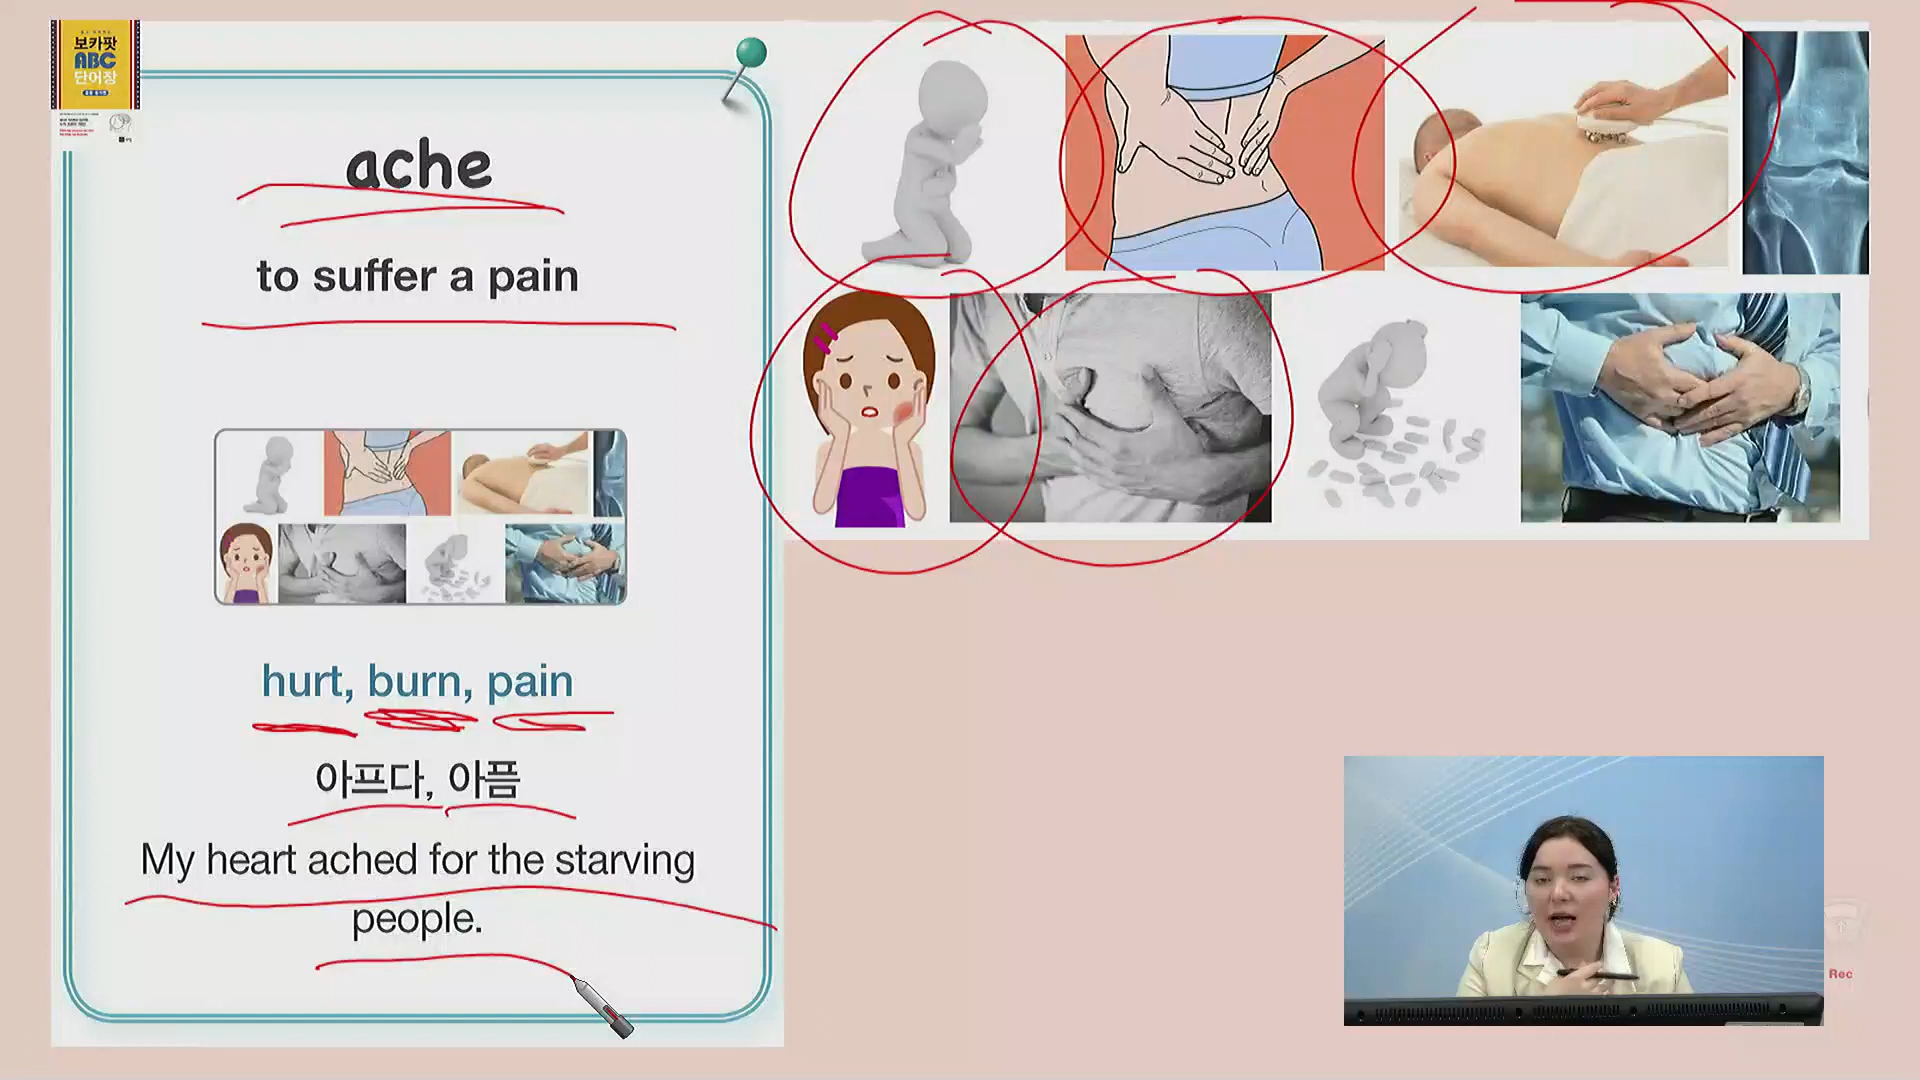 보카팟
ABC
단어장
ache
to suffer a pain
hurt, burn, pain
아프다, 아픔
My heart ached for the starving
people.
Rec